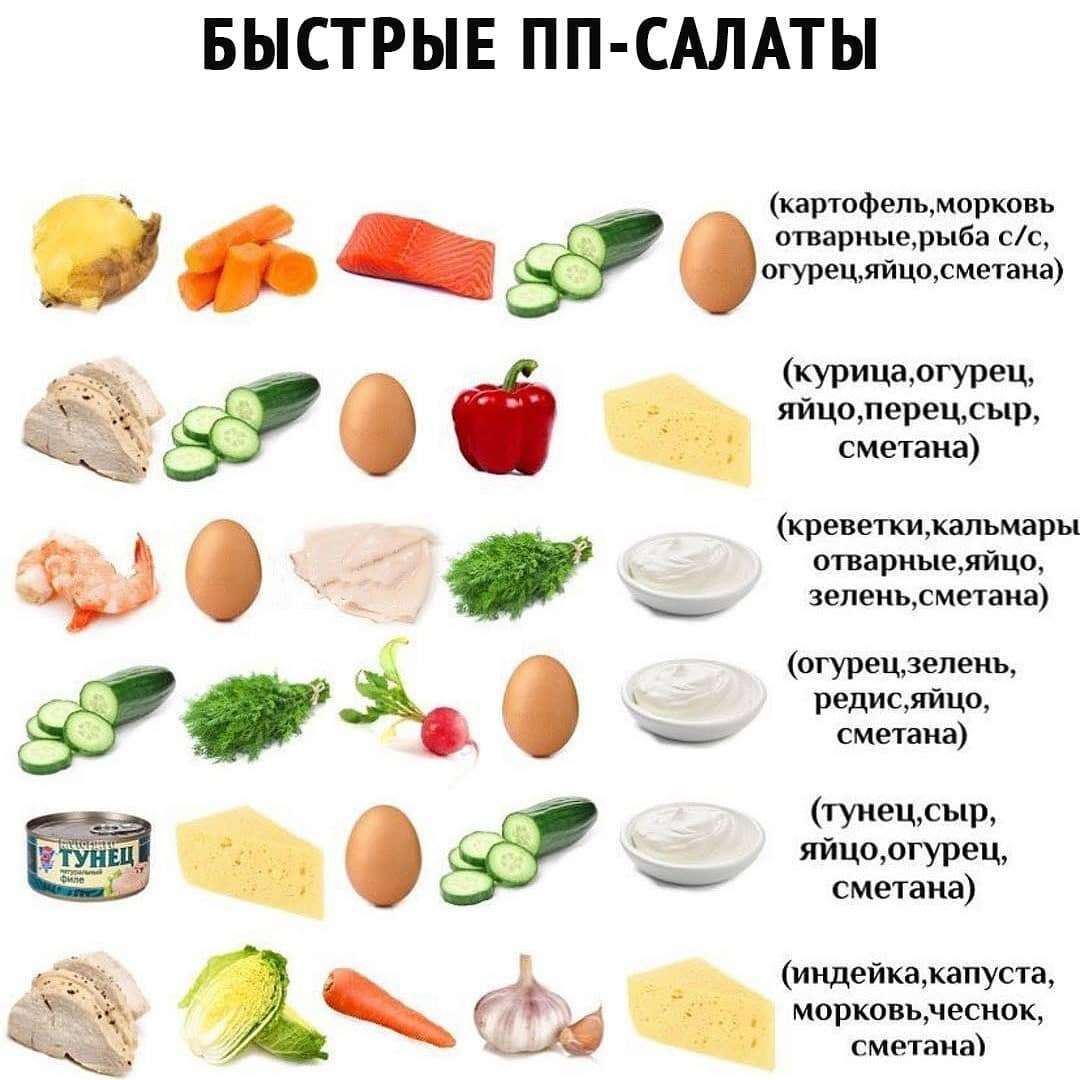 БЫСТРЫЕ ПП-САЛАТЫ
(картофель,морковь
отварные,рыба с/с,
огурец,яйцо,сметана)
(курица,огурец,
яйцо,перец,сыр,
сметана)
(креветки,кальмары
отварные,яйцо,
зелень,сметана)
(огурец,зелень,
редис,яйцо,
сметана)
ТУНЕЦ
натуральный
филе
(тунец,сыр,
яйцо,огурец,
сметана)
(индейка,капуста,
морковь,чеснок,
сметана)